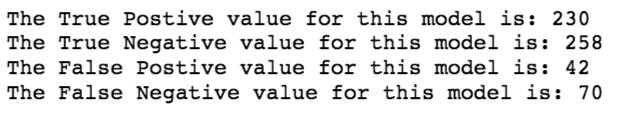 The True Postive value for this model is: 230
The True Negative value for this model is: 258
The False Postive value for this model is: 42
The False Negative value for this model is: 70